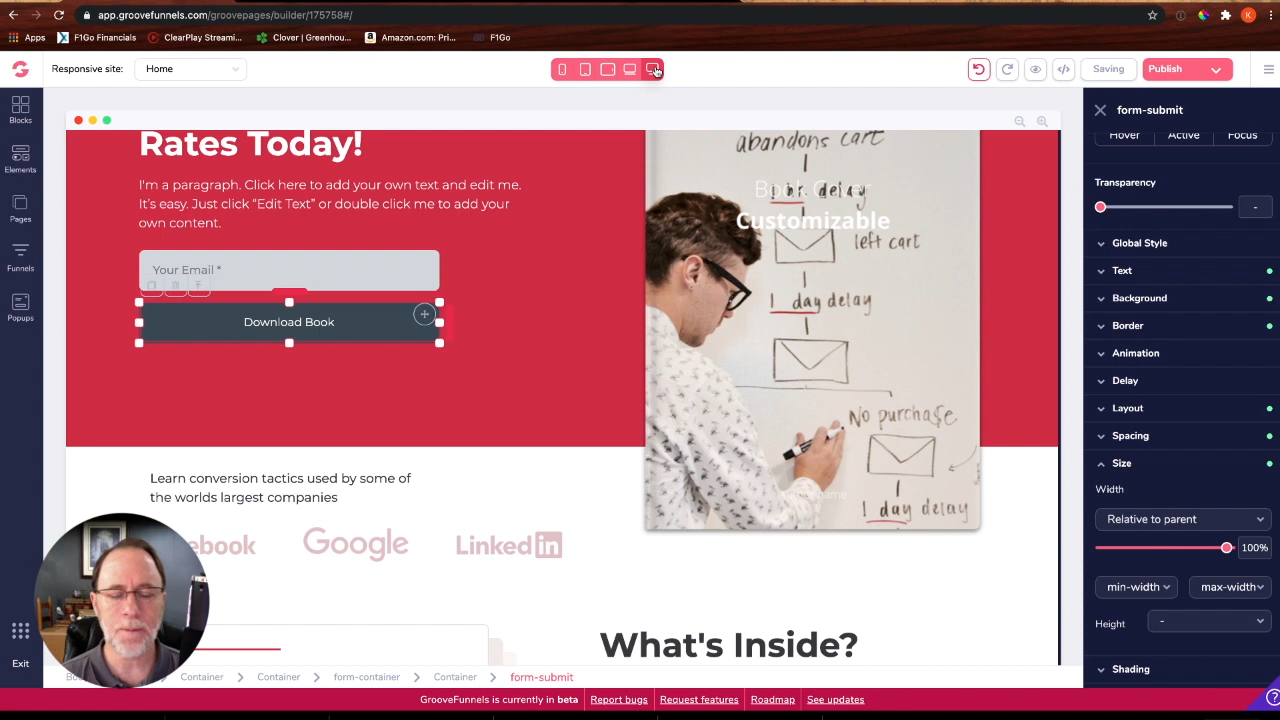 app.groovefunnels.com/groovepages/builder/175758#/
K
Apps
F1Go Financials
ClearPlay Streami...
Clover | Greenhou...
Amazon.com: Pri...
F1Go
Responsive site:
Home
Saving
Publish
Blocks
Elements
Pages
Funnels
Popups
Exit
Rates Today!
I'm a paragraph. Click here to add your own text and edit me.
It's easy. Just click "Edit Text" or double click me to add your
own content.
Your Email *
Download Book
abandons cart
Book Cover
1 day delay
Customizable
left cart
1 day delay
No purchase
1 day delay
Learn conversion tactics used by some of
the worlds largest companies
Google
Linked in
What's Inside?
Container
Container
form-container
Container
form-submit
GrooveFunnels is currently in beta
Report bugs
Request features
Roadmap
See updates
form-submit
Hover
Active
Focus
Transparency
-
Global Style
Text
Background
Border
Animation
Delay
Layout
Spacing
Size
Width
Relative to parent
100%
min-width
max-width
Height
-
Shading
?